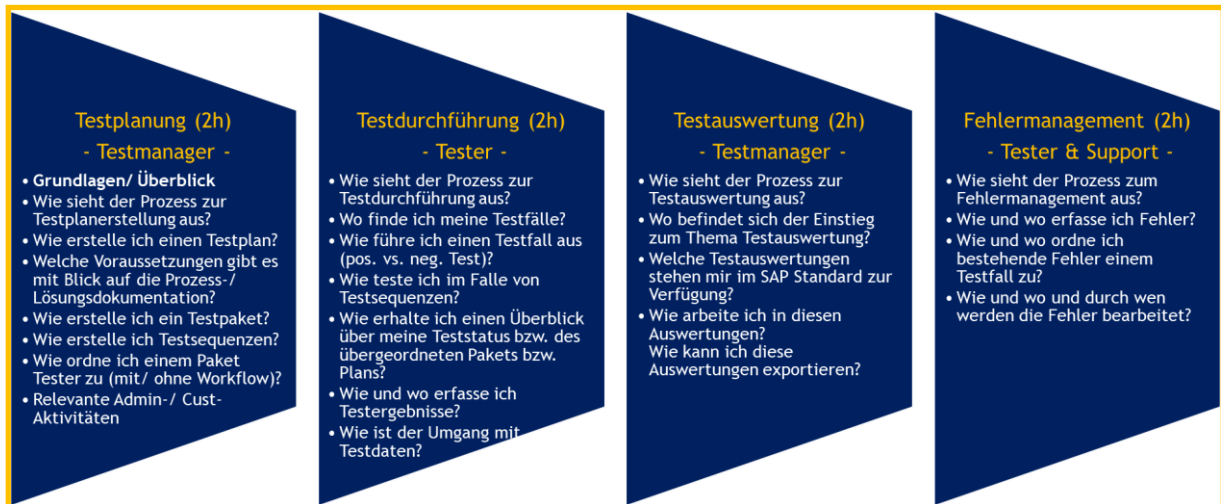 Testplanung (2h)
- Testmanager -
• Grundlagen/ Überblick
• Wie sieht der Prozess zur
Testplanerstellung aus?
• Wie erstelle ich einen Testplan?
• Welche Voraussetzungen gibt es
mit Blick auf die Prozess-/
Lösungsdokumentation?
• Wie erstelle ich ein Testpaket?
• Wie erstelle ich Testsequenzen?
• Wie ordne ich einem Paket
Tester zu (mit/ ohne Workflow)?
• Relevante Admin-/ Cust-
Aktivitäten
Testdurchführung (2h)
- Tester -
• Wie sieht der Prozess zur
Testdurchführung aus?
• Wo finde ich meine Testfälle?
• Wie führe ich einen Testfall aus
(pos. vs. neg. Test)?
• Wie teste ich im Falle von
Testsequenzen?
• Wie erhalte ich einen Überblick
über meine Teststatus bzw. des
übergeordneten Pakets bzw.
Plans?
• Wie und wo erfasse ich
Testergebnisse?
• Wie ist der Umgang mit
Testdaten?
Testauswertung (2h)
- Testmanager -
• Wie sieht der Prozess zur
Testauswertung aus?
• Wo befindet sich der Einstieg
zum Thema Testauswertung?
• Welche Testauswertungen
stehen mir im SAP Standard zur
Verfügung?
• Wie arbeite ich in diesen
Auswertungen?
Wie kann ich diese
Auswertungen exportieren?
Fehlermanagement (2h)
- Tester & Support -
• Wie sieht der Prozess zum
Fehlermanagement aus?
• Wie und wo erfasse ich Fehler?
• Wie und wo ordne ich
bestehende Fehler einem
Testfall zu?
• Wie und wo und durch wen
werden die Fehler bearbeitet?